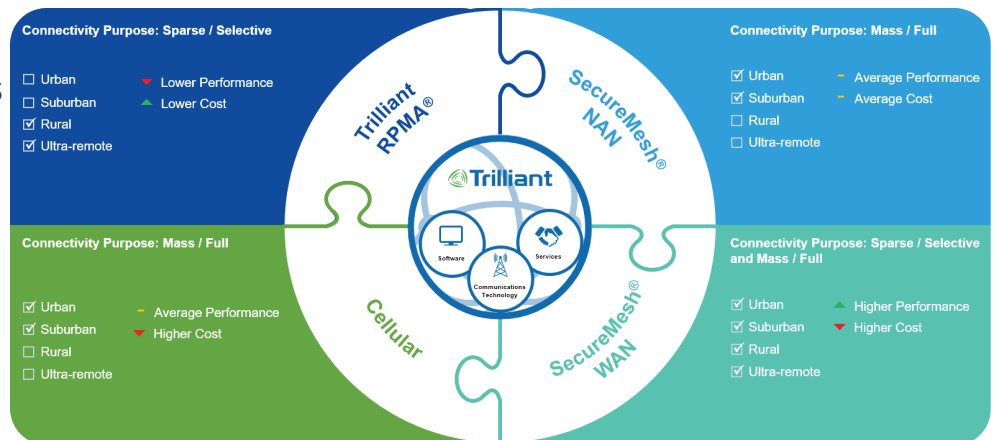 Connectivity Purpose: Sparse / Selective
Urban
Suburban
Rural
Ultra-remote
Lower Performance
Lower Cost
Trilliant
RPMA®
SecureMesh®
NAN
Connectivity Purpose: Mass / Full
Urban
Suburban
Rural
Ultra-remote
Average Performance
Average Cost
Trilliant
Software
Communications
Technology
Services
Connectivity Purpose: Mass / Full
Urban
Suburban
Rural
Ultra-remote
Average Performance
Higher Cost
Cellular
SecureMesh®
WAN
Connectivity Purpose: Sparse / Selective
and Mass / Full
Urban
Suburban
Rural
Ultra-remote
Higher Performance
Higher Cost